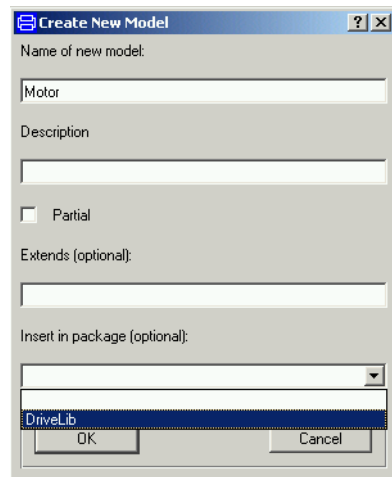 Create New Model
Name of new model:
Motor
Description
Partial
Extends (optional):
Insert in package (optional):
DriveLib
OK
Cancel